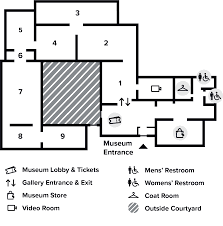 3
5
4
2
6
1
7
8
9
Museum
Entrance
Museum Lobby & Tickets
Gallery Entrance & Exit
Museum Store
Video Room
Mens' Restroom
Womens' Restroom
Coat Room
Outside Courtyard